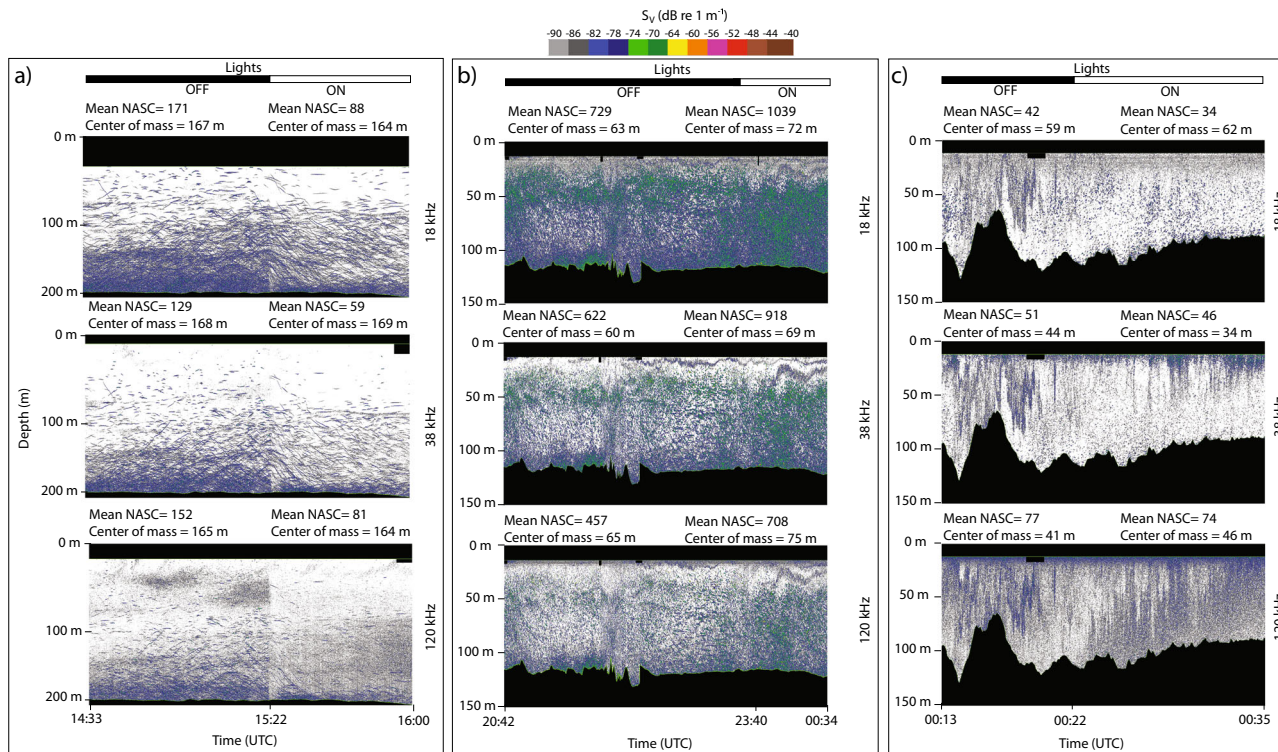 Sv (dB re 1 m⁻¹)
-90 -86 -82 -78 -74 -70 -64 -60 -56 -52 -48 -44 -40
a)
Lights
OFF ON
Mean NASC= 171 Mean NASC= 88
Center of mass = 167 m Center of mass = 164 m
0 m
100 m
200 m
18 kHz
Mean NASC= 129 Mean NASC= 59
Center of mass = 168 m Center of mass = 169 m
0 m
100 m
200 m
38 kHz
Depth (m)
Mean NASC= 152 Mean NASC= 81
Center of mass = 165 m Center of mass = 164 m
0 m
100 m
200 m
120 kHz
14:33 15:22 16:00
Time (UTC)
b)
Lights
OFF ON
Mean NASC= 729 Mean NASC= 1039
Center of mass = 63 m Center of mass = 72 m
0 m
50 m
100 m
150 m
18 kHz
Mean NASC= 622 Mean NASC= 918
Center of mass = 60 m Center of mass = 69 m
0 m
50 m
100 m
150 m
38 kHz
Mean NASC = 457 Mean NASC= 708
Center of mass = 65 m Center of mass = 75 m
0 m
50 m
100 m
150 m
120 kHz
20:42 23:40 00:34
Time (UTC)
c)
Lights
OFF ON
Mean NASC= 42 Mean NASC= 34
Center of mass = 59 m Center of mass = 62 m
0 m
50 m
100 m
150 m
18 kHz
Mean NASC= 51 Mean NASC= 46
Center of mass = 44 m Center of mass = 34 m
0 m
50 m
100 m
150 m
38 kHz
Mean NASC= 77 Mean NASC= 74
Center of mass = 41 m Center of mass = 46 m
0 m
50 m
100 m
150 m
120 kHz
00:13 00:22 00:35
Time (UTC)